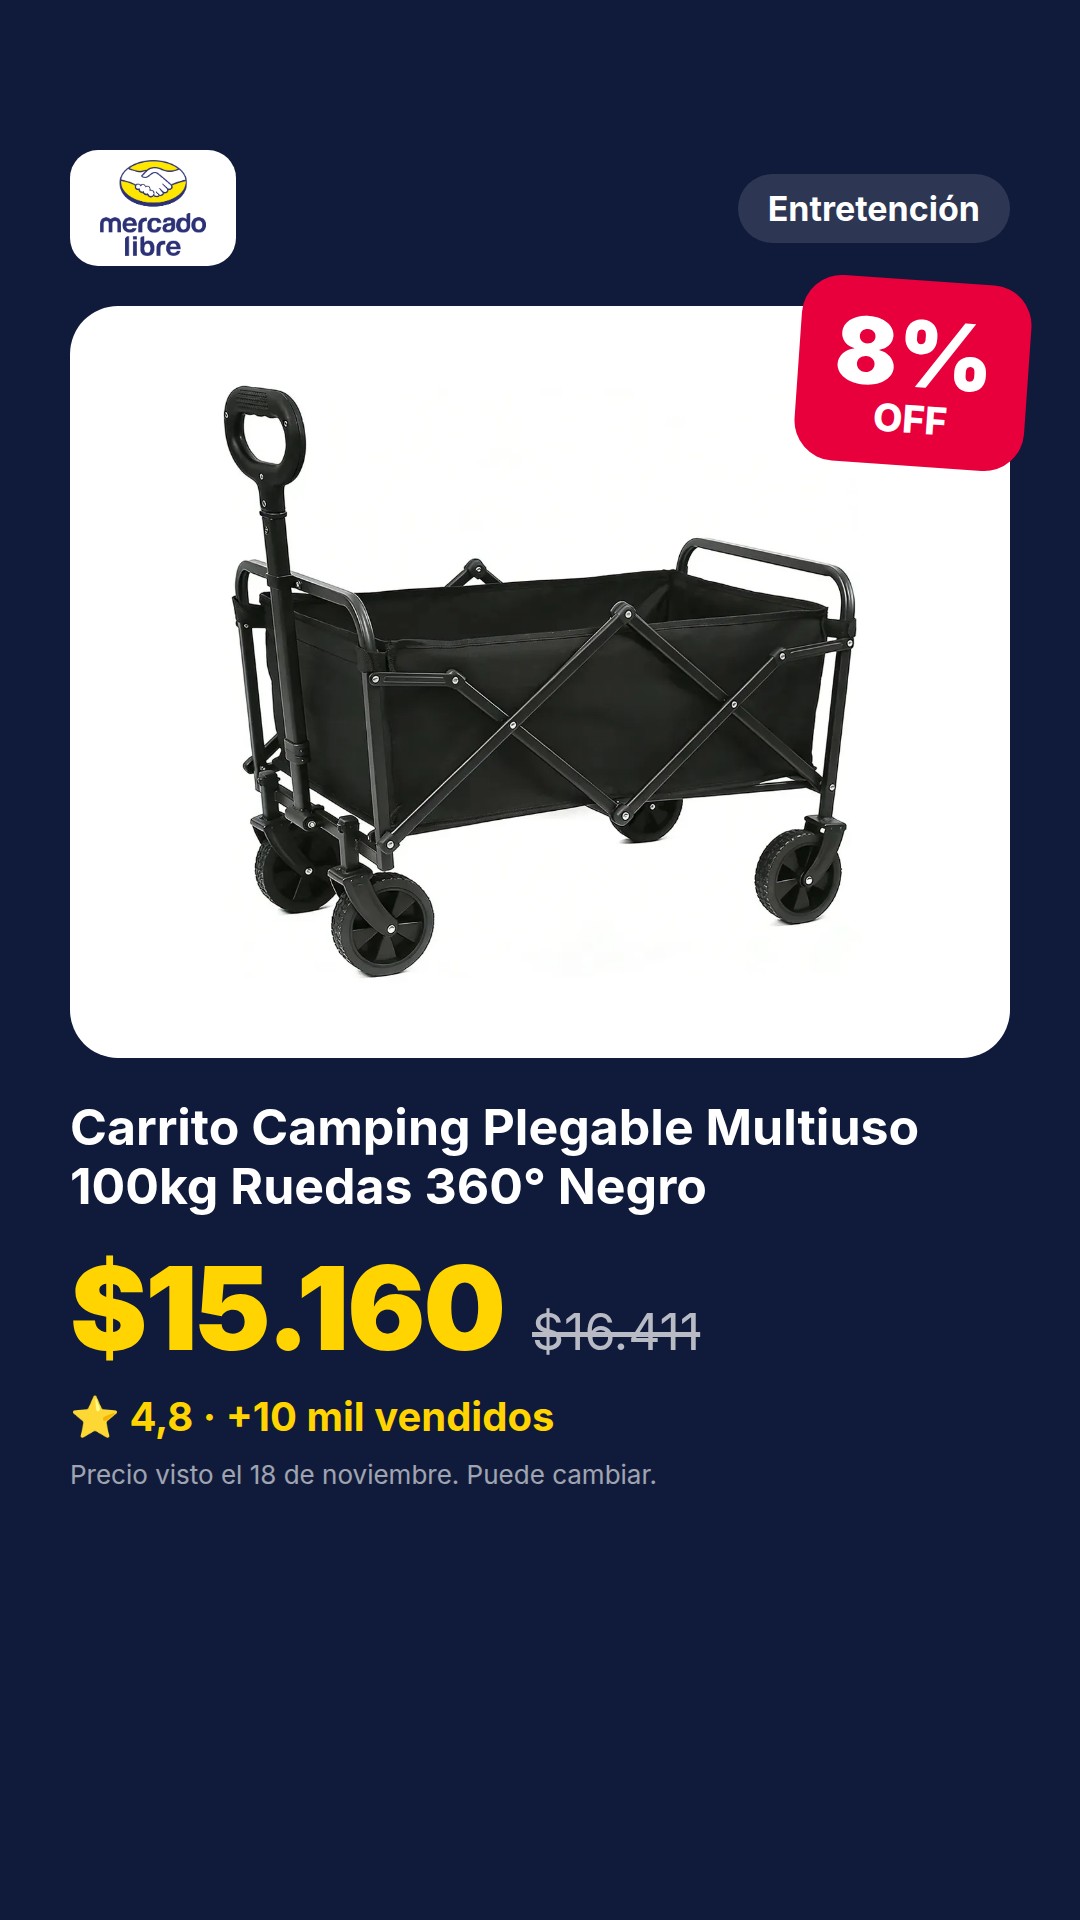 mercado
libre
Entretención
8%
OFF
Carrito Camping Plegable Multiuso
100kg Ruedas 360° Negro
$15.160 $16.411
4,8 · +10 mil vendidos
Precio visto el 18 de noviembre. Puede cambiar.